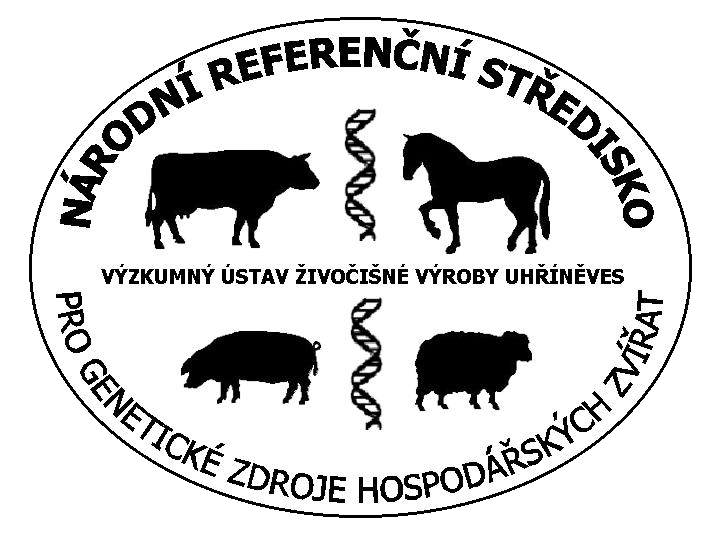 NÁRODNÍ REFERENČNÍ STŘEDISKO
VÝZKUMNÝ ÚSTAV ŽIVOČIŠNÉ VÝROBY UHŘÍNĚVES
PRO GENETICKÉ ZDROJE HOSPODÁŘSKÝCH ZVÍŘAT